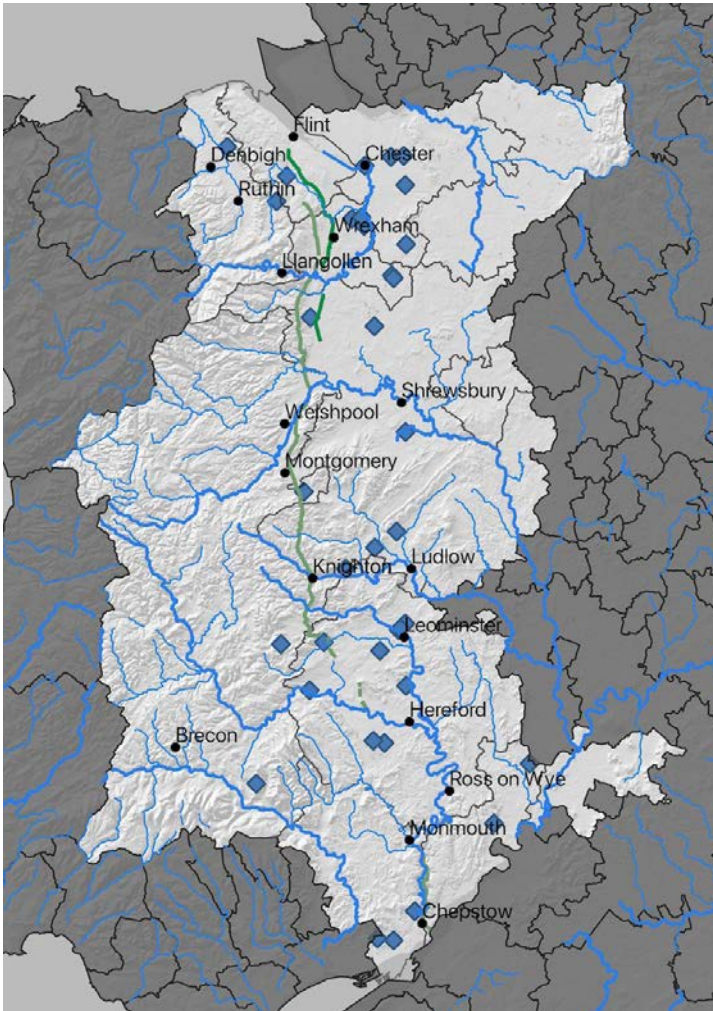 Flint
Denbigh
Chester
Ruthin
Wrexham
Llangollen
Shrewsbury
Welshpool
Montgomery
Ludlow
Knighton
Leominster
Hereford
Brecon
Ross on Wye
Monmouth
Chepstow